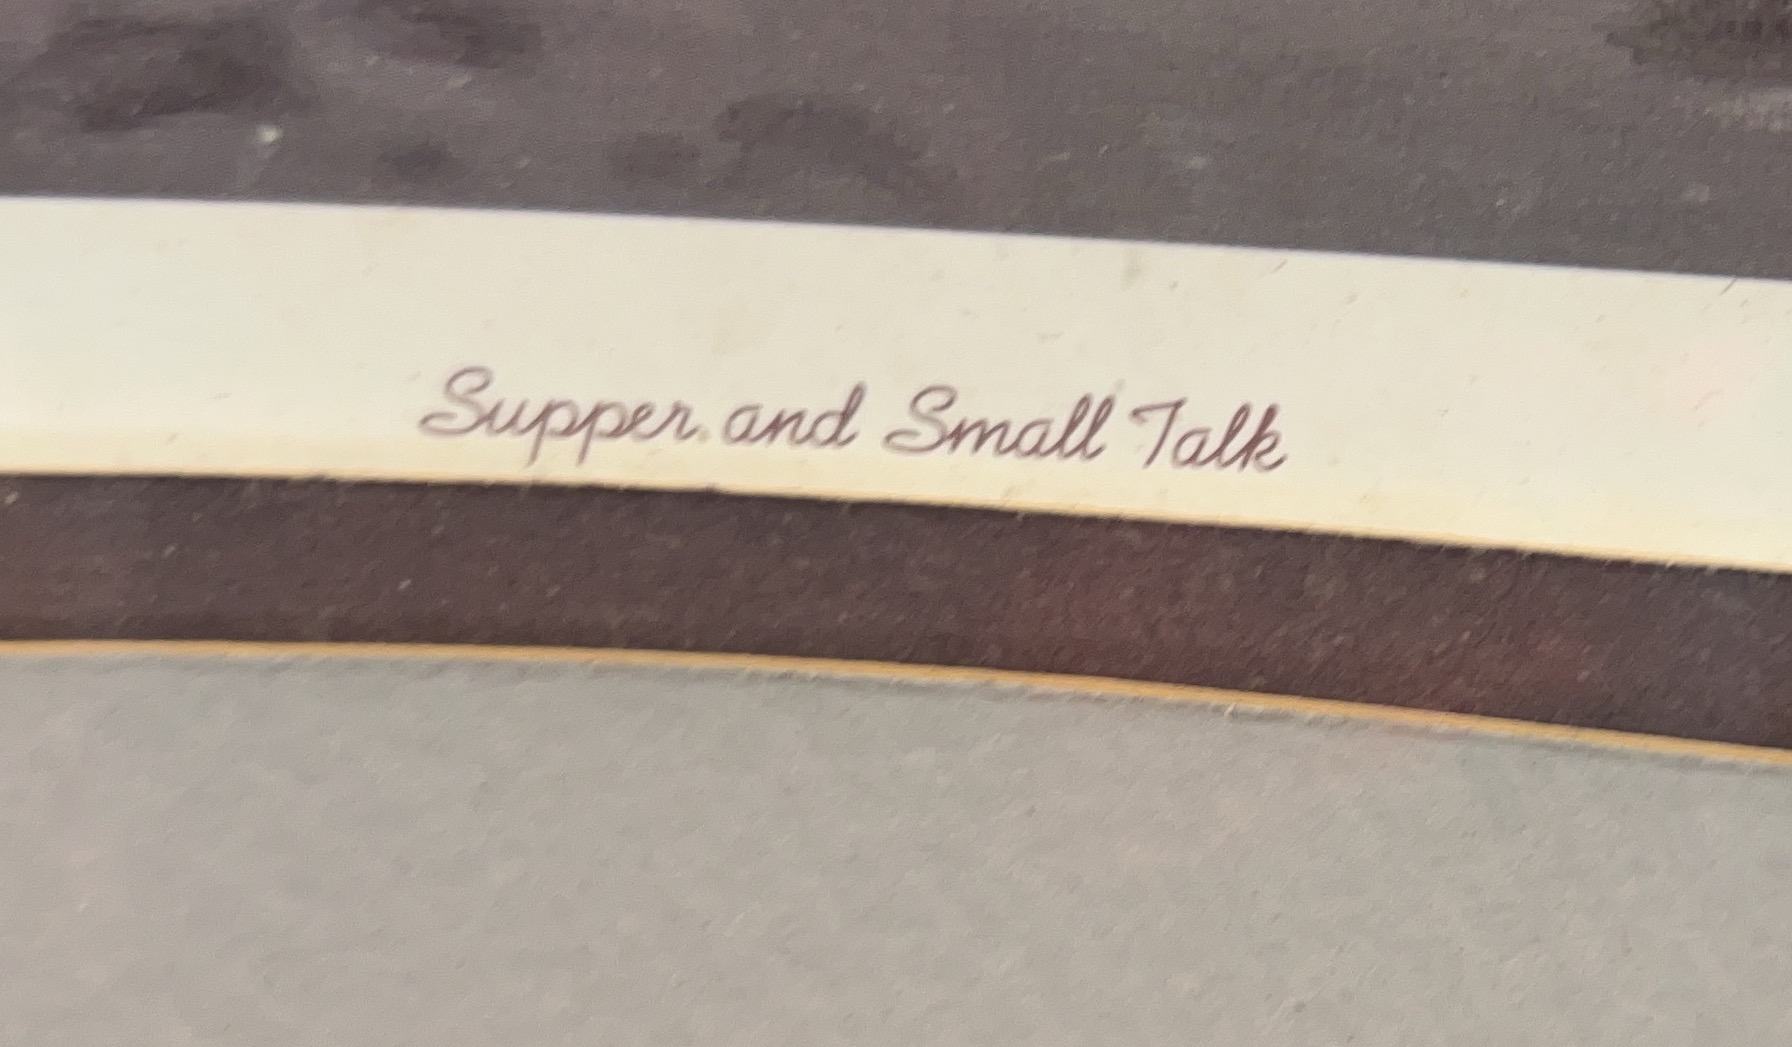 Supper and Small Talk